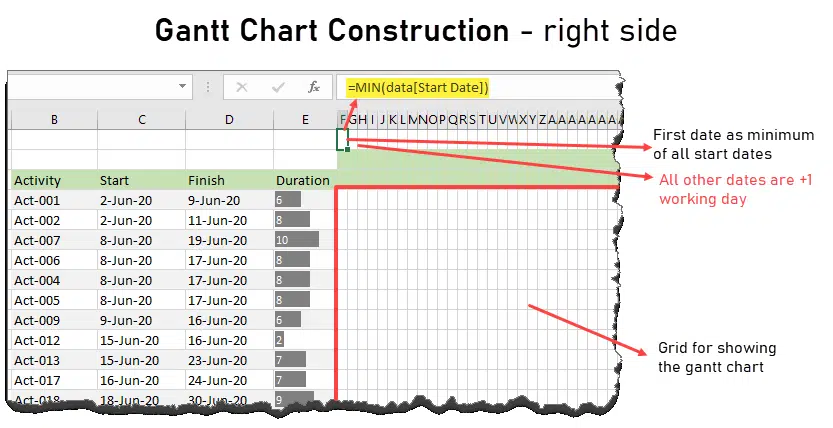 Gantt Chart Construction - right side
fx =MIN(data[Start Date])
B C D E F G H I J K L M N O P Q R S T U V W X Y Z A A A A A A A A
First date as minimum
of all start dates
All other dates are +1
working day
Activity Start Finish Duration
Act-001 2-Jun-20 9-Jun-20 6
Act-002 2-Jun-20 11-Jun-20 8
Act-007 8-Jun-20 19-Jun-20 10
Act-006 8-Jun-20 17-Jun-20 8
Act-004 8-Jun-20 17-Jun-20 8
Act-005 8-Jun-20 17-Jun-20 8
Act-009 9-Jun-20 16-Jun-20 6
Act-012 15-Jun-20 16-Jun-20 2
Act-013 15-Jun-20 23-Jun-20 7
Act-017 16-Jun-20 24-Jun-20 7
Act-018 18-Jun-20 30-Jun-20 9
Grid for showing
the gantt chart